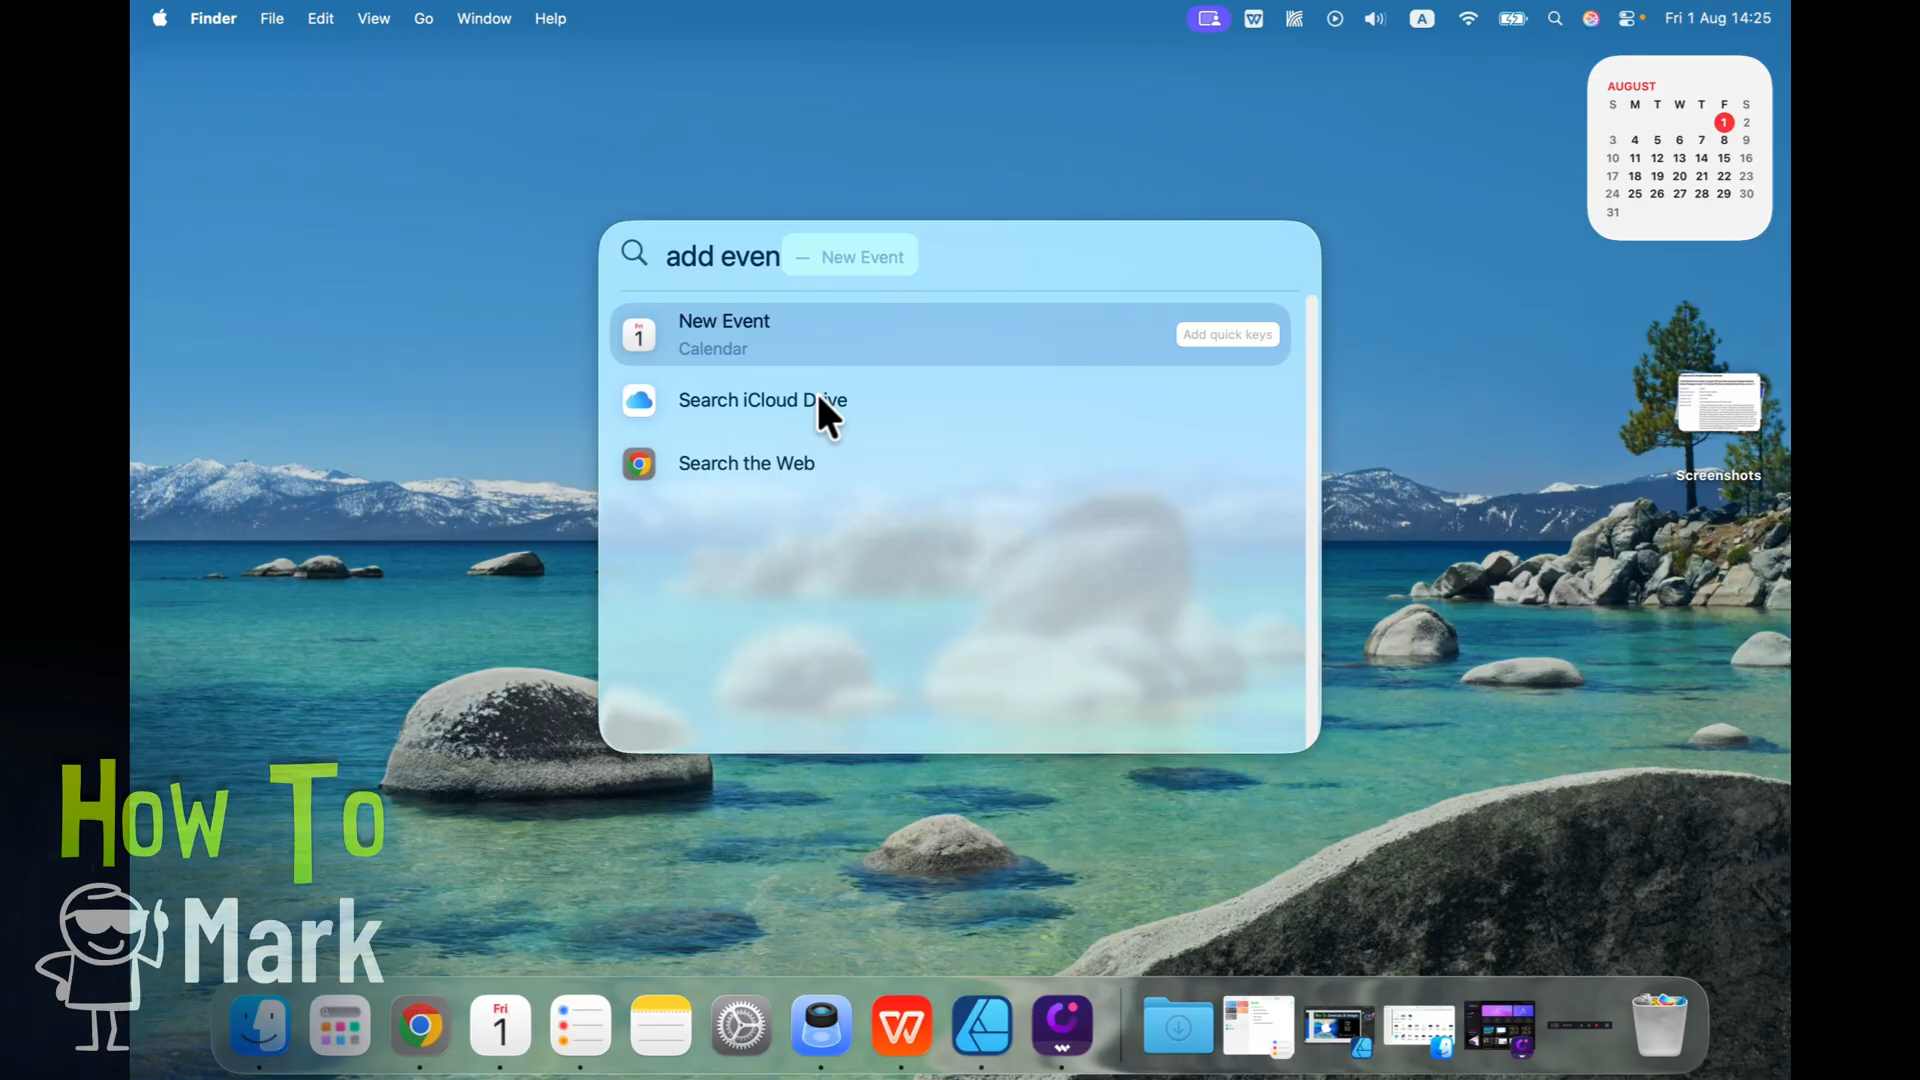 Finder File Edit View Go Window Help
A
Fri 1 Aug 14:25
AUGUST
S M T W T F S
1 2
3 4 5 6 7 8 9
10 11 12 13 14 15 16
17 18 19 20 21 22 23
24 25 26 27 28 29 30
31
add even — New Event
New Event
Calendar
Add quick keys
Search iCloud Drive
Search the Web
Fri
1
Screenshots
How To
Mark
Fri
1